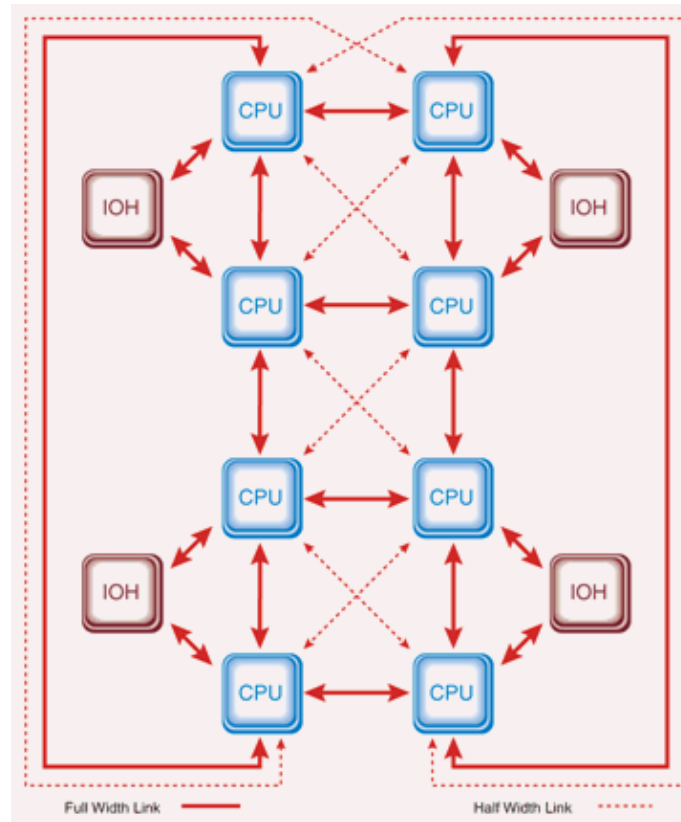 CPU
CPU
IOH
IOH
CPU
CPU
CPU
CPU
IOH
IOH
CPU
CPU
Full Width Link
Half Width Link